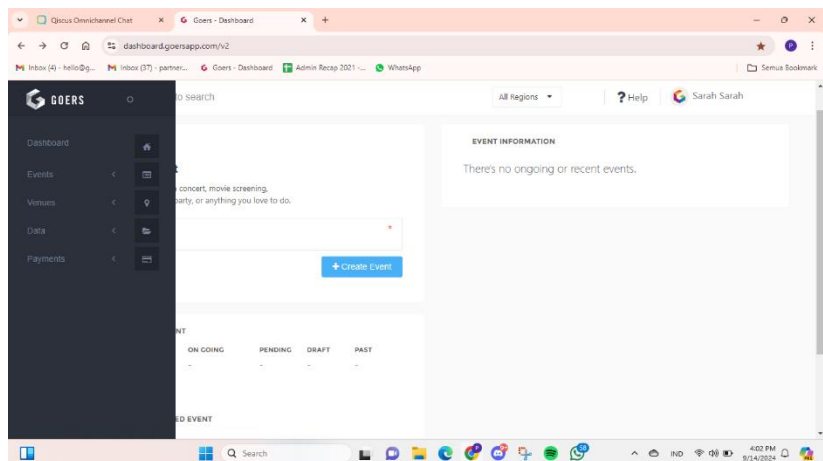 Qiscus Omnichannel Chat
Goers - Dashboard
dashboard.goersapp.com/v2
Inbox (4) - hello@g...
Inbox (37) - partner...
Goers - Dashboard
Admin Recap 2021 -...
WhatsApp
Semua Bookmark
GOERS
to search
All Regions
? Help
Sarah Sarah
Dashboard
Events
Venues
Data
Payments
concert, movie screening,
party, or anything you love to do.
*
+ Create Event
EVENT INFORMATION
There's no ongoing or recent events.
NT
ON GOING PENDING DRAFT PAST
- - - -
ED EVENT
Search
58
IND
4:02 PM
9/14/2024